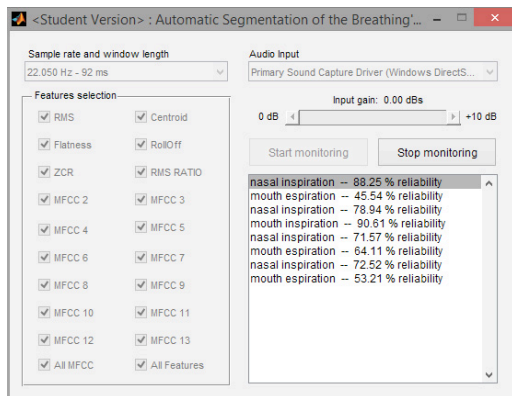 <Student Version> : Automatic Segmentation of the Breathing'...
Sample rate and window length
22.050 Hz - 92 ms
Features selection
RMS Centroid
Flatness RollOff
ZCR RMS RATIO
MFCC 2 MFCC 3
MFCC 4 MFCC 5
MFCC 6 MFCC 7
MFCC 8 MFCC 9
MFCC 10 MFCC 11
MFCC 12 MFCC 13
All MFCC All Features
Audio Input
Primary Sound Capture Driver (Windows DirectS...
Input gain: 0.00 dBs
0 dB +10 dB
Start monitoring Stop monitoring
nasal inspiration -- 88.25 % reliability
mouth espiration -- 45.54 % reliability
nasal inspiration -- 78.94 % reliability
mouth inspiration -- 90.61 % reliability
nasal inspiration -- 71.57 % reliability
mouth espiration -- 64.11 % reliability
nasal inspiration -- 72.52 % reliability
mouth espiration -- 53.21 % reliability